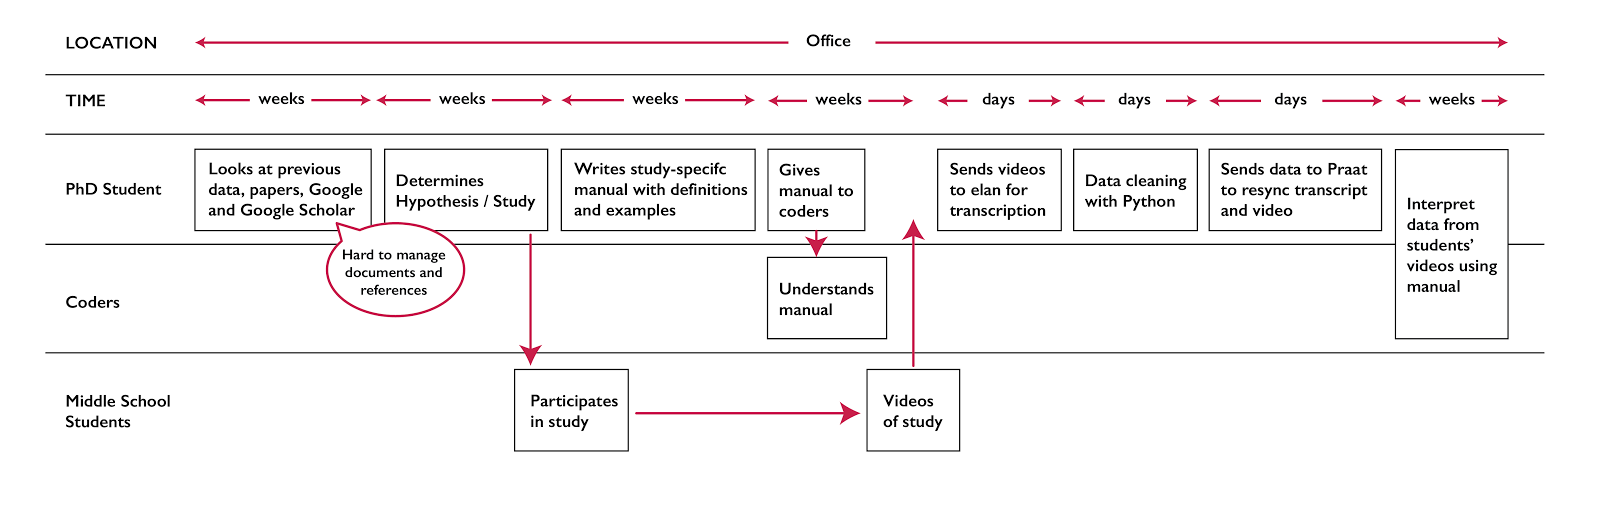 LOCATION
Office
TIME
weeks
weeks
weeks
weeks
days
days
days
weeks
PhD Student
Looks at previous
data, papers, Google
and Google Scholar
Determines
Hypothesis / Study
Writes study-specifc
manual with definitions
and examples
Gives
manual to
coders
Sends videos
to elan for
transcription
Data cleaning
with Python
Sends data to Praat
to resync transcript
and video
Interpret
data from
students’
videos using
manual
Hard to manage
documents and
references
Coders
Understands
manual
Middle School
Students
Participates
in study
Videos
of study